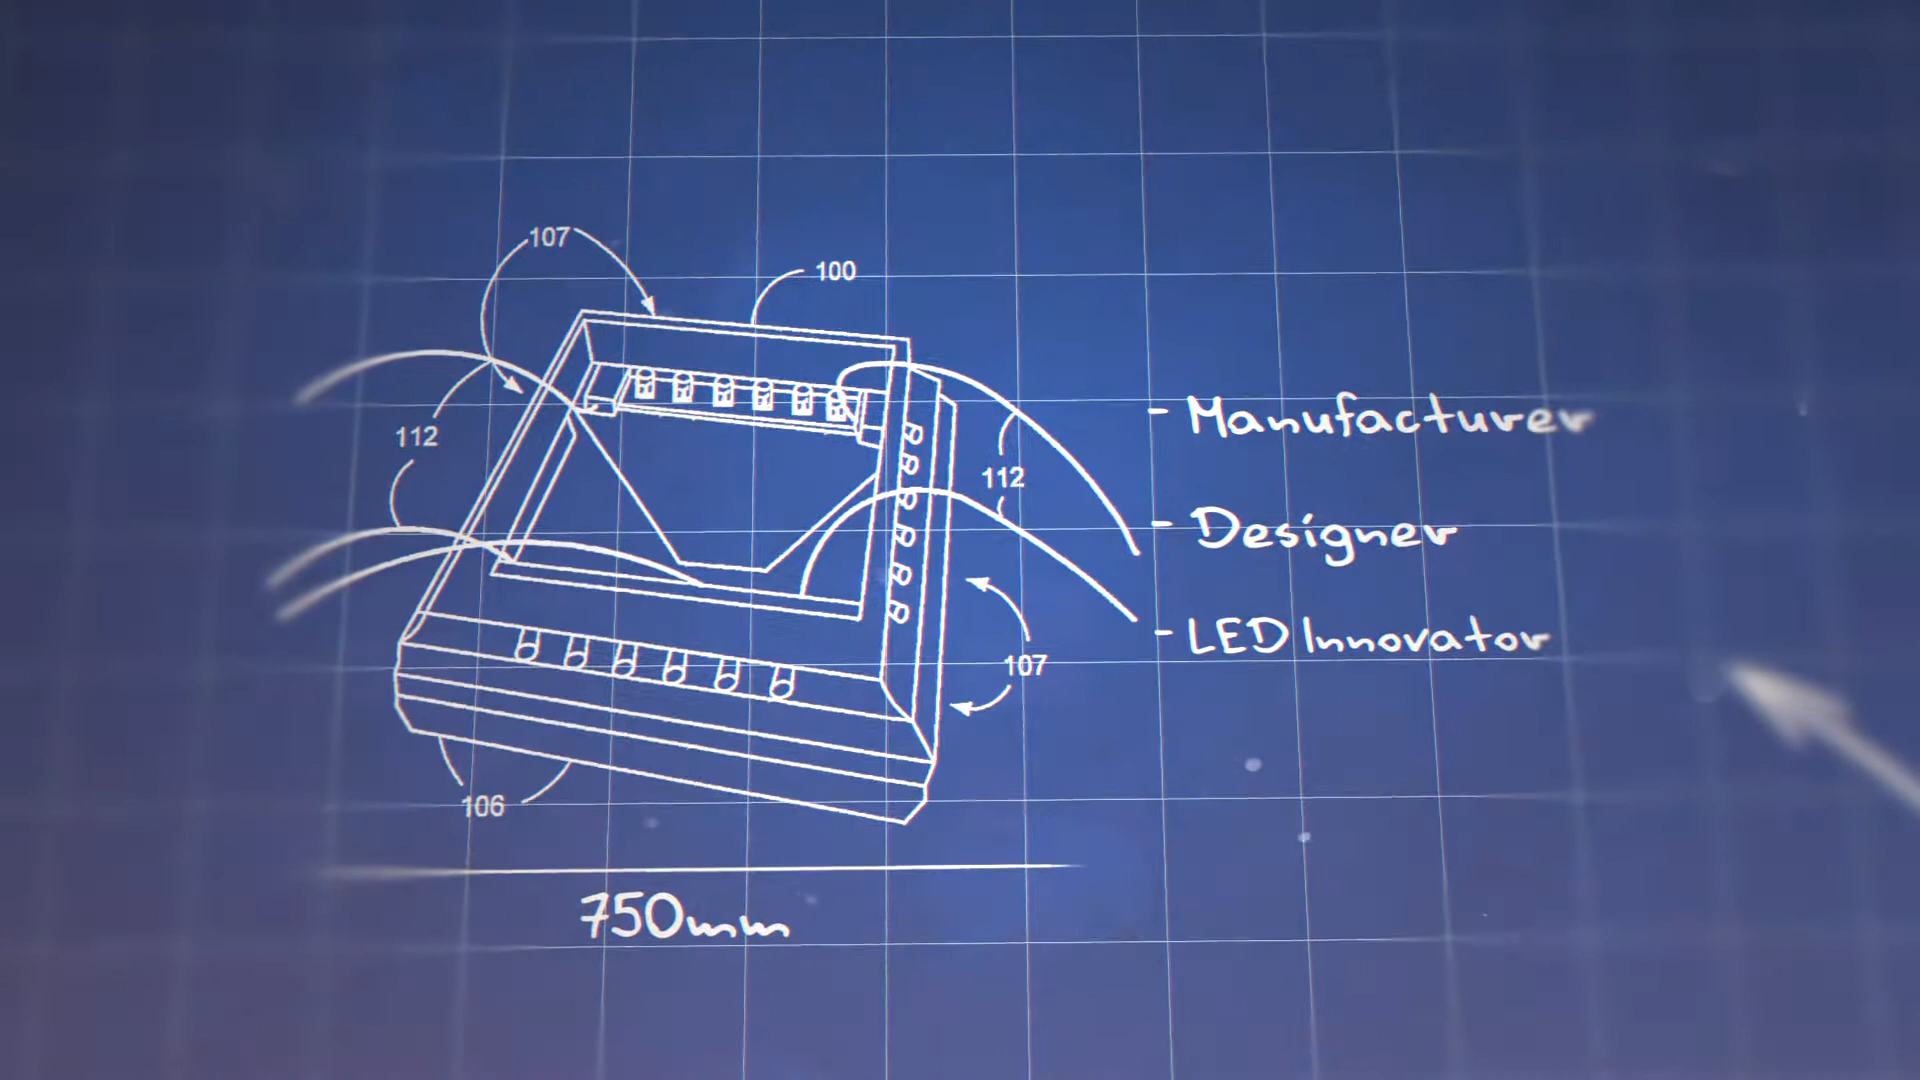 107
100
112
- Manufacturer
112
- Designer
- LED Innovator
107
106
750mm